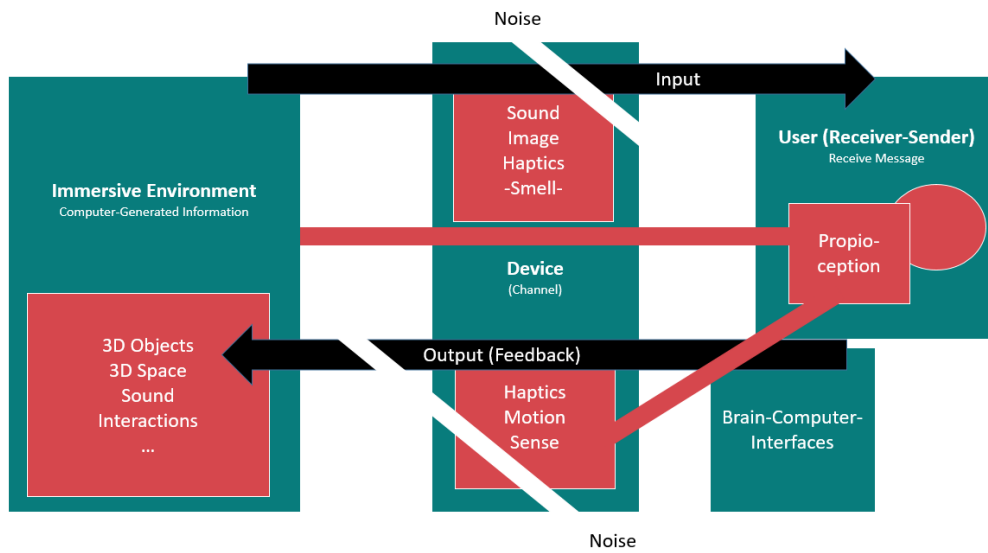 Noise
Input
Sound
Image
Haptics
-Smell-
User (Receiver-Sender)
Receive Message
Immersive Environment
Computer-Generated Information
Propio-
ception
Device
(Channel)
3D Objects
3D Space
Sound
Interactions
...
Output (Feedback)
Haptics
Motion
Sense
Brain-Computer-
Interfaces
Noise